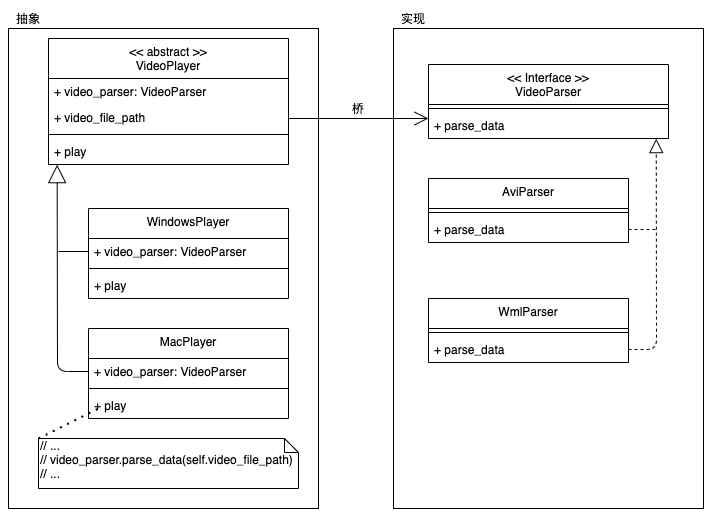 抽象
<< abstract >>
VideoPlayer
+ video_parser: VideoParser
+ video_file_path
+ play
WindowsPlayer
+ video_parser: VideoParser
+ play
MacPlayer
+ video_parser: VideoParser
+ play
// ...
// video_parser.parse_data(self.video_file_path)
// ...
桥
实现
<< Interface >>
VideoParser
+ parse_data
AviParser
+ parse_data
WmlParser
+ parse_data